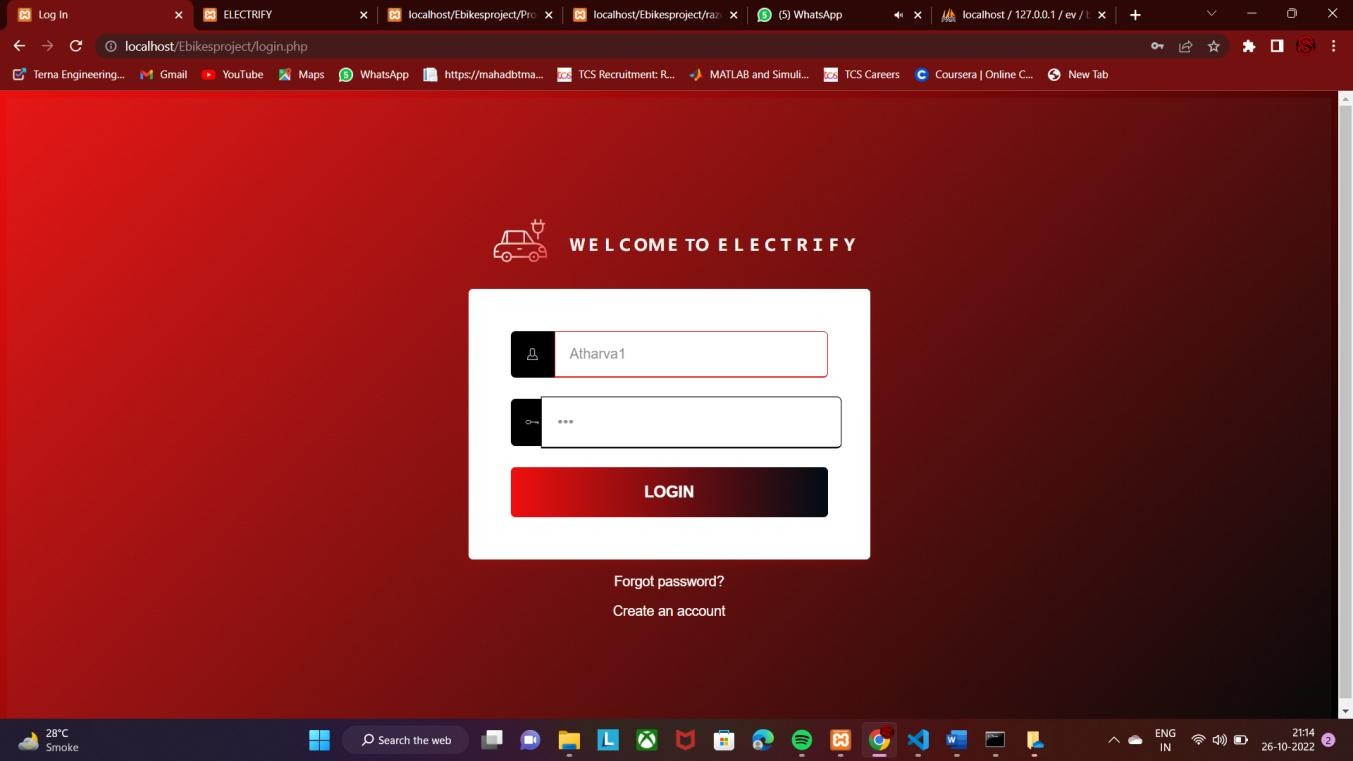 Log In
ELECTRIFY
localhost/Ebikesproject/Pro
localhost/Ebikesproject/raz
(5) WhatsApp
localhost / 127.0.0.1 / ev /
localhost/Ebikesproject/login.php
Terna Engineering... Gmail YouTube Maps WhatsApp https://mahadbtma... TCS Recruitment: R... MATLAB and Simuli... TCS Careers Coursera | Online C... New Tab
WELCOME TO ELECTRIFY
Atharva1
•••
LOGIN
Forgot password?
Create an account
28°C
Smoke
Search the web
ENG
IN
21:14
26-10-2022
2